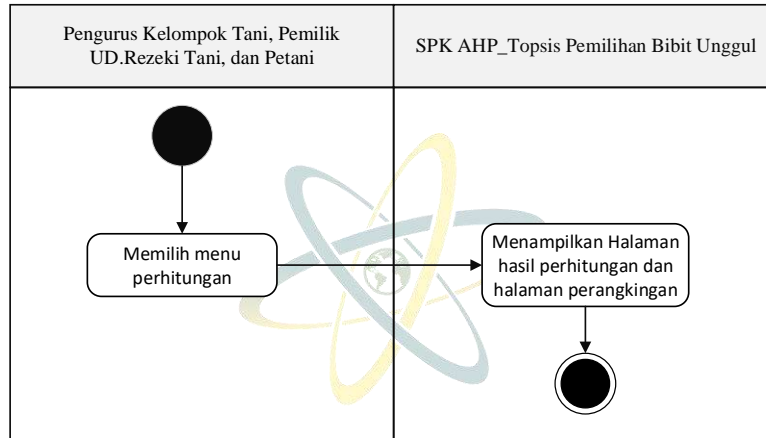 Pengurus Kelompok Tani, Pemilik
UD.Rezeki Tani, dan Petani
SPK AHP_Topsis Pemilihan Bibit Unggul
Memilih menu
perhitungan
Menampilkan Halaman
hasil perhitungan dan
halaman perangkingan